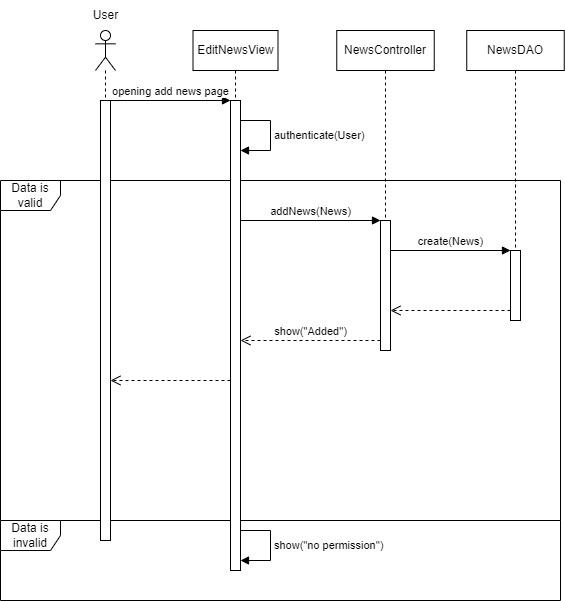 User
EditNewsView
NewsController
NewsDAO
opening add news page
authenticate(User)
Data is
valid
addNews(News)
create(News)
show("Added")
Data is
invalid
show("no permission")